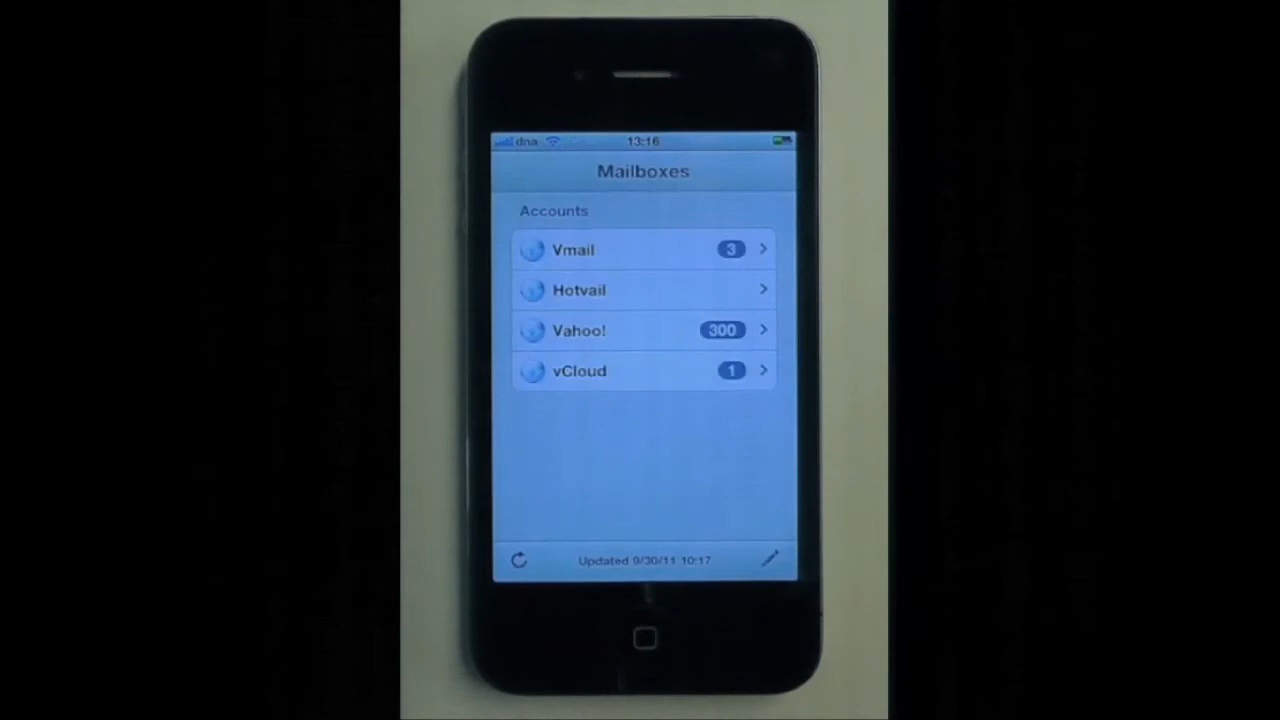 dna 13:16
Mailboxes
Accounts
Vmail 3
Hotvail
Vahoo! 300
vCloud 1
Updated 9/30/11 10:17